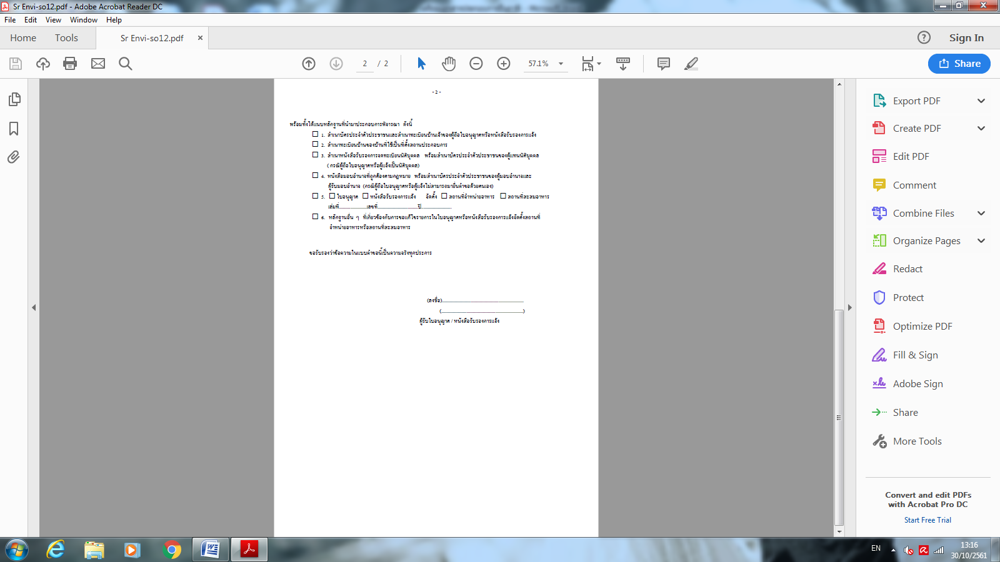 Sr Envi-so12.pdf - Adobe Acrobat Reader DC
File Edit View Window Help
Home Tools Sr Envi-so12.pdf × Sign In
2 / 2 57.1% Share
- 2 -
พร้อมทั้งได้แนบหลักฐานที่นำมาประกอบการพิจารณา ดังนี้
1. สำเนาบัตรประจำตัวประชาชนและสำเนาทะเบียนบ้านเจ้าของผู้ถือใบอนุญาตหรือหนังสือรับรองการแจ้ง
2. สำเนาทะเบียนบ้านของบ้านที่ใช้เป็นที่ตั้งสถานประกอบการ
3. สำเนาหนังสือรับรองการจดทะเบียนนิติบุคคล พร้อมสำเนาบัตรประจำตัวประชาชนของผู้แทนนิติบุคคล
( กรณีผู้ถือใบอนุญาตหรือผู้แจ้งเป็นนิติบุคคล)
4. หนังสือมอบอำนาจที่ถูกต้องตามกฎหมาย พร้อมสำเนาบัตรประจำตัวประชาชนของผู้มอบอำนาจและ
ผู้รับมอบอำนาจ (กรณีผู้ถือใบอนุญาตหรือผู้แจ้งไม่สามารถมายื่นคำขอด้วยตนเอง)
5. ใบอนุญาต หนังสือรับรองการแจ้ง จัดตั้ง สถานที่จำหน่ายอาหาร สถานที่สะสมอาหาร
เล่มที่......................เลขที่................................ปี........................
6. หลักฐานอื่น ๆ ที่เกี่ยวข้องกับการขอแก้ไขรายการในใบอนุญาตหรือหนังสือรับรองการแจ้งจัดตั้งสถานที่
จำหน่ายอาหารหรือสถานที่สะสมอาหาร
ขอรับรองว่าข้อความในแบบคำขอนี้เป็นความจริงทุกประการ
(ลงชื่อ)................................................................
(................................................................)
ผู้รับใบอนุญาต / หนังสือรับรองการแจ้ง
Export PDF
Create PDF
Edit PDF
Comment
Combine Files
Organize Pages
Redact
Protect
Optimize PDF
Fill & Sign
Adobe Sign
Share
More Tools
Convert and edit PDFs
with Acrobat Pro DC
Start Free Trial
EN 13:16
30/10/2561